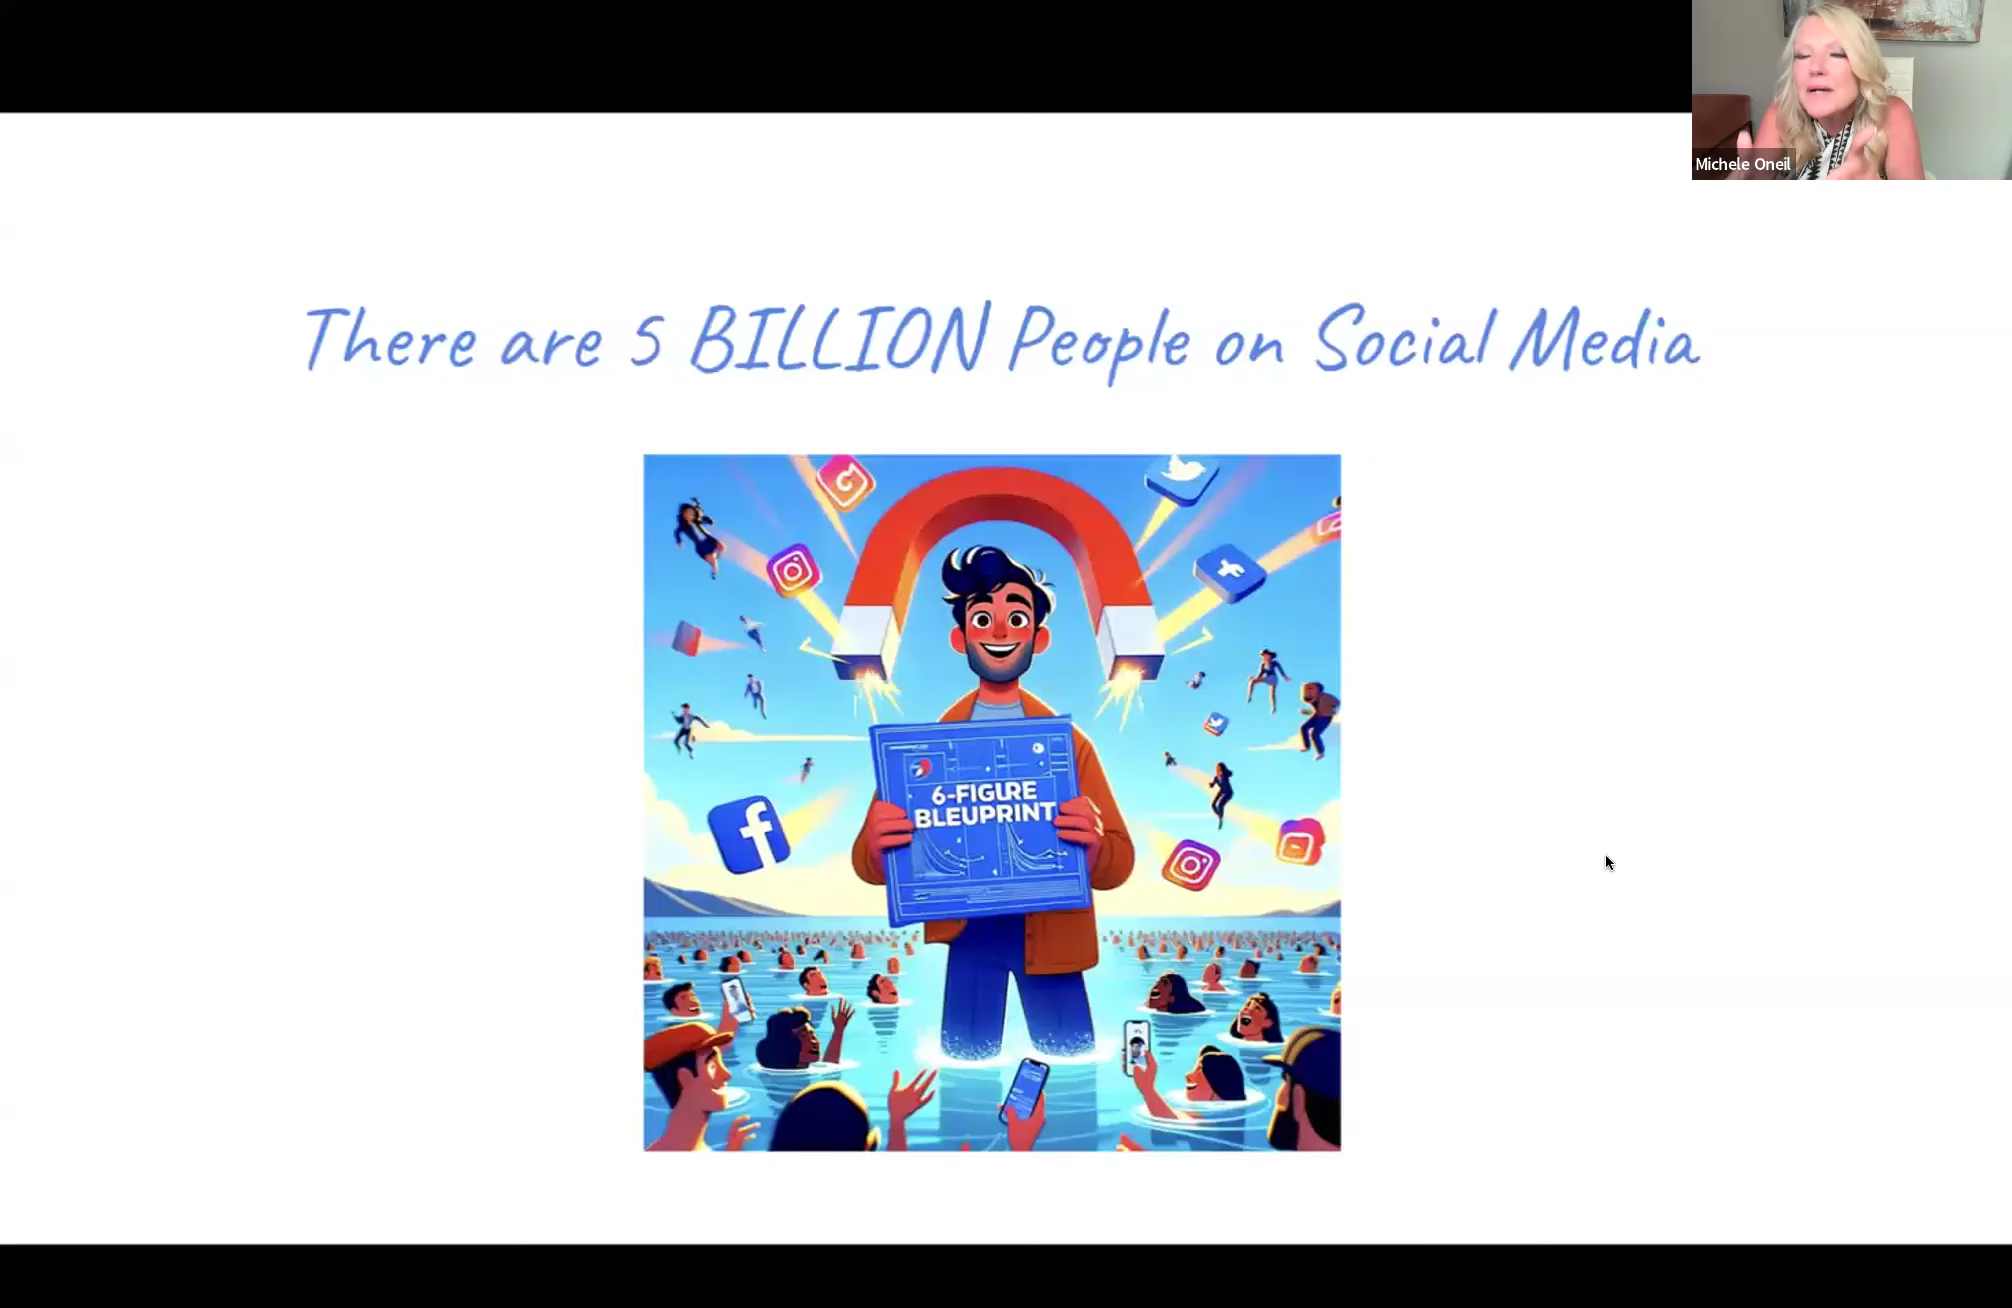 Michele Oneil
There are 5 BILLION People on Social Media
6-FIGURE
BLEUPRINT